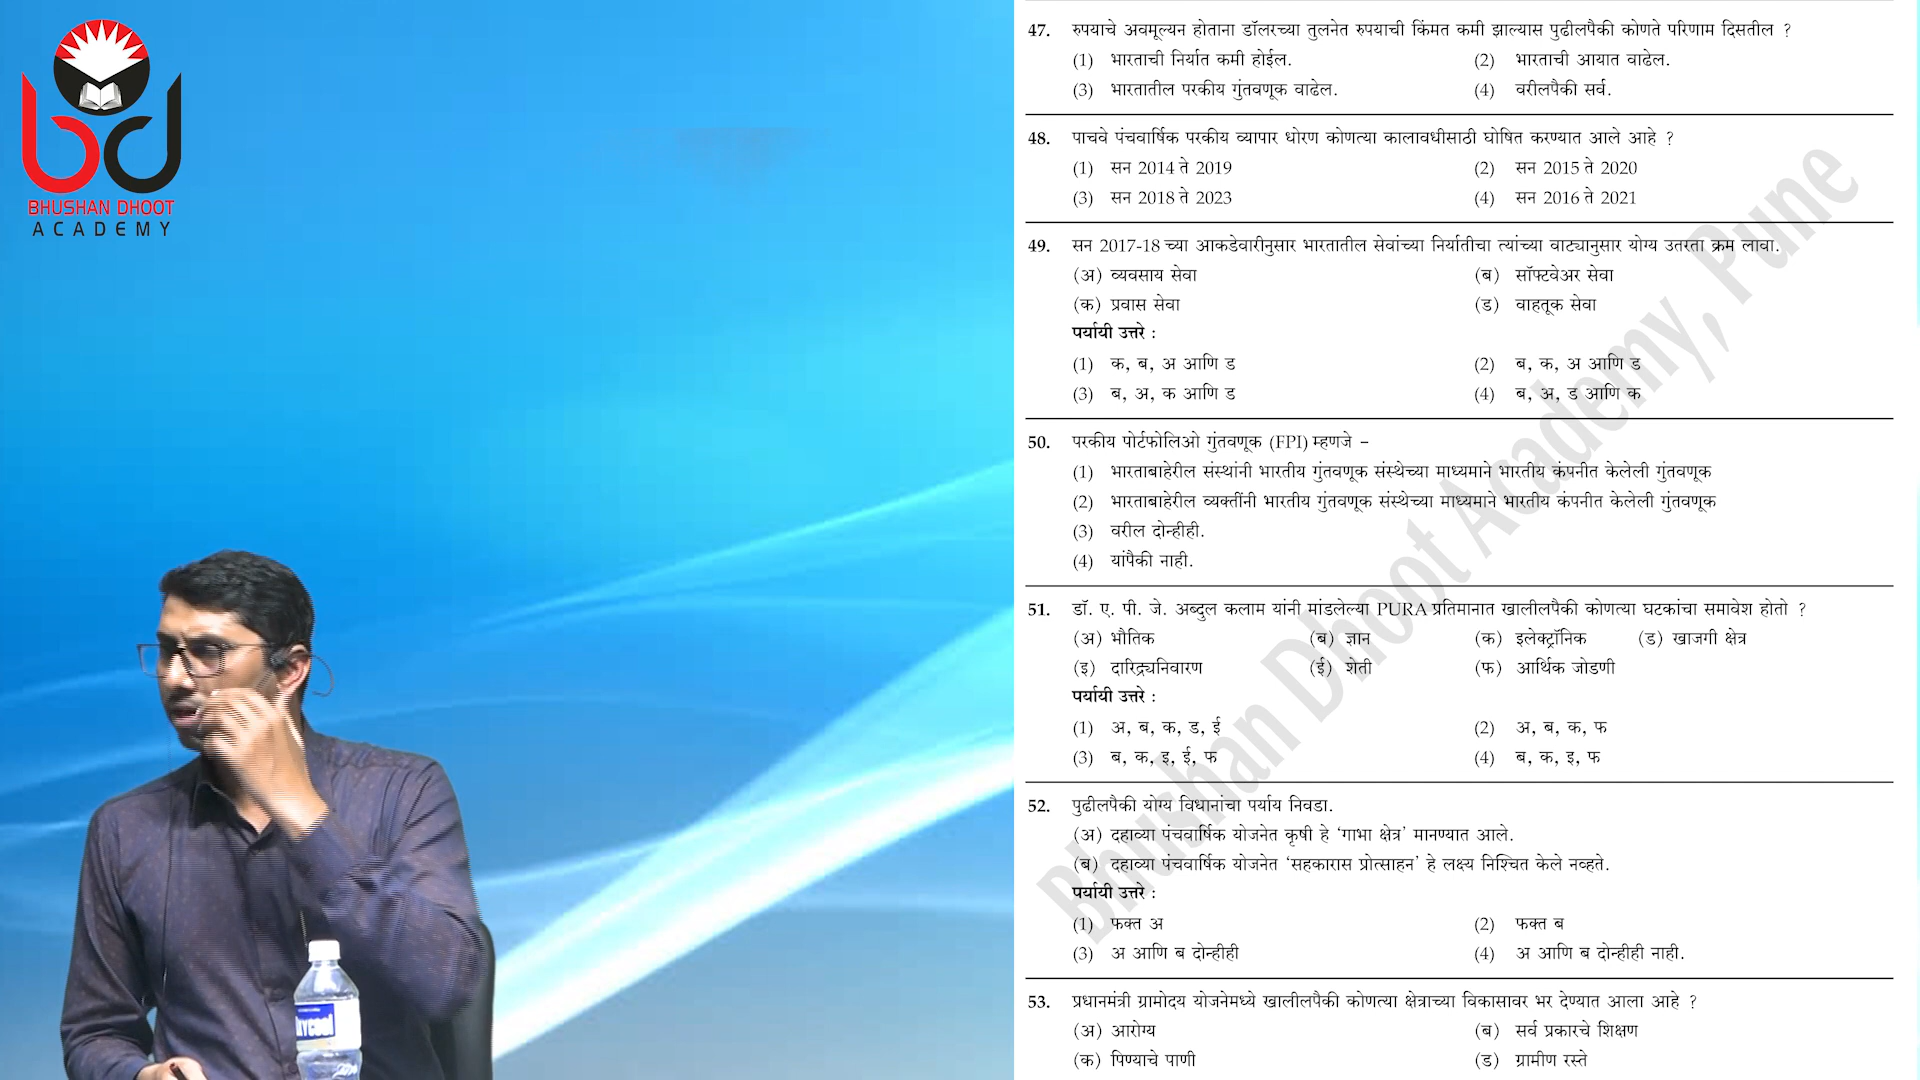 BHUSHAN DHOOT
ACADEMY
47. रुपयाचे अवमूल्यन होताना डॉलरच्या तुलनेत रुपयाची किंमत कमी झाल्यास पुढीलपैकी कोणते परिणाम दिसतील ?
(1) भारताची निर्यात कमी होईल. (2) भारताची आयात वाढेल.
(3) भारतातील परकीय गुंतवणूक वाढेल. (4) वरीलपैकी सर्व.
48. पाचवे पंचवार्षिक परकीय व्यापार धोरण कोणत्या कालावधीसाठी घोषित करण्यात आले आहे ?
(1) सन 2014 ते 2019 (2) सन 2015 ते 2020
(3) सन 2018 ते 2023 (4) सन 2016 ते 2021
49. सन 2017-18 च्या आकडेवारीनुसार भारतातील सेवांच्या निर्यातीचा त्यांच्या वाट्यानुसार योग्य उतरता क्रम लावा.
(अ) व्यवसाय सेवा (ब) सॉफ्टवेअर सेवा
(क) प्रवास सेवा (ड) वाहतूक सेवा
पर्यायी उत्तरे :
(1) क, ब, अ आणि ड (2) ब, क, अ आणि ड
(3) ब, अ, क आणि ड (4) ब, अ, ड आणि क
50. परकीय पोर्टफोलिओ गुंतवणूक (FPI) म्हणजे –
(1) भारताबाहेरील संस्थांनी भारतीय गुंतवणूक संस्थेच्या माध्यमाने भारतीय कंपनीत केलेली गुंतवणूक
(2) भारताबाहेरील व्यक्तींनी भारतीय गुंतवणूक संस्थेच्या माध्यमाने भारतीय कंपनीत केलेली गुंतवणूक
(3) वरील दोन्हीही.
(4) यांपैकी नाही.
51. डॉ. ए. पी. जे. अब्दुल कलाम यांनी मांडलेल्या PURA प्रतिमानात खालीलपैकी कोणत्या घटकांचा समावेश होतो ?
(अ) भौतिक (ब) ज्ञान (क) इलेक्ट्रॉनिक (ड) खाजगी क्षेत्र
(इ) दारिद्र्यनिवारण (ई) शेती (फ) आर्थिक जोडणी
पर्यायी उत्तरे :
(1) अ, ब, क, ड, ई (2) अ, ब, क, फ
(3) ब, क, इ, ई, फ (4) ब, क, इ, फ
52. पुढीलपैकी योग्य विधानांचा पर्याय निवडा.
(अ) दहाव्या पंचवार्षिक योजनेत कृषी हे ‘गाभा क्षेत्र’ मानण्यात आले.
(ब) दहाव्या पंचवार्षिक योजनेत ‘सहकारास प्रोत्साहन’ हे लक्ष्य निश्चित केले नव्हते.
पर्यायी उत्तरे :
(1) फक्त अ (2) फक्त ब
(3) अ आणि ब दोन्हीही (4) अ आणि ब दोन्हीही नाही.
53. प्रधानमंत्री ग्रामोदय योजनेमध्ये खालीलपैकी कोणत्या क्षेत्राच्या विकासावर भर देण्यात आला आहे ?
(अ) आरोग्य (ब) सर्व प्रकारचे शिक्षण
(क) पिण्याचे पाणी (ड) ग्रामीण रस्ते
Bhushan Dhoot Academy, Pune